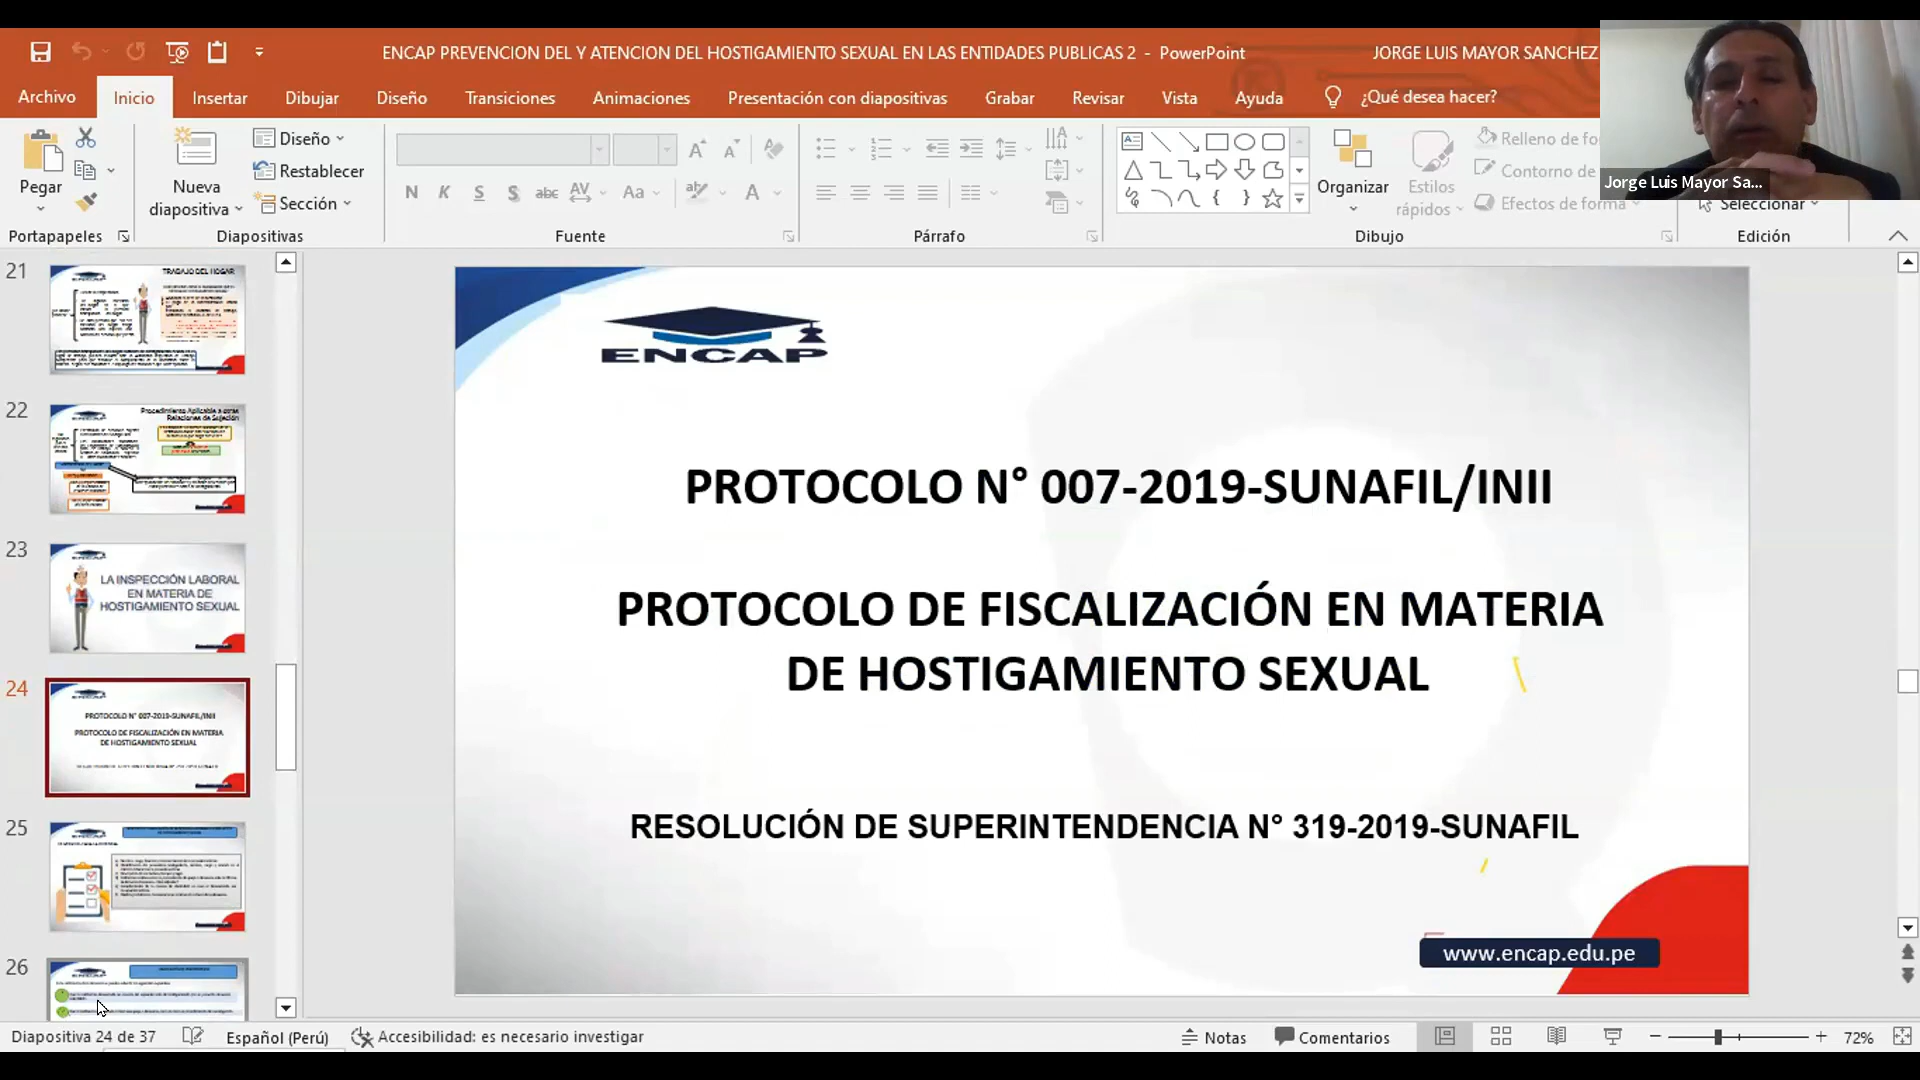 ENCAP PREVENCION DEL Y ATENCION DEL HOSTIGAMIENTO SEXUAL EN LAS ENTIDADES PUBLICAS 2 - PowerPoint
JORGE LUIS MAYOR SANCHEZ
Archivo
Inicio
Insertar
Dibujar
Diseño
Transiciones
Animaciones
Presentación con diapositivas
Grabar
Revisar
Vista
Ayuda
¿Qué desea hacer?
Pegar
Nueva
diapositiva
Diseño
Restablecer
Sección
Organizar
Estilos
rápidos
Relleno de fo
Contorno de
Efectos de forma
Seleccionar
Jorge Luis Mayor Sa...
Portapapeles
Diapositivas
Fuente
Párrafo
Dibujo
Edición
21
TRABAJO DEL HOGAR
22
Procedimiento Aplicable a otras
Relaciones de Sujeción
23
LA INSPECCIÓN LABORAL
EN MATERIA DE
HOSTIGAMIENTO SEXUAL
24
PROTOCOLO N° 007-2019-SUNAFIL/INII
PROTOCOLO DE FISCALIZACIÓN EN MATERIA
DE HOSTIGAMIENTO SEXUAL
25
26
ENCAP
PROTOCOLO N° 007-2019-SUNAFIL/INII
PROTOCOLO DE FISCALIZACIÓN EN MATERIA
DE HOSTIGAMIENTO SEXUAL
RESOLUCIÓN DE SUPERINTENDENCIA N° 319-2019-SUNAFIL
www.encap.edu.pe
Diapositiva 24 de 37
Español (Perú)
Accesibilidad: es necesario investigar
Notas
Comentarios
72%